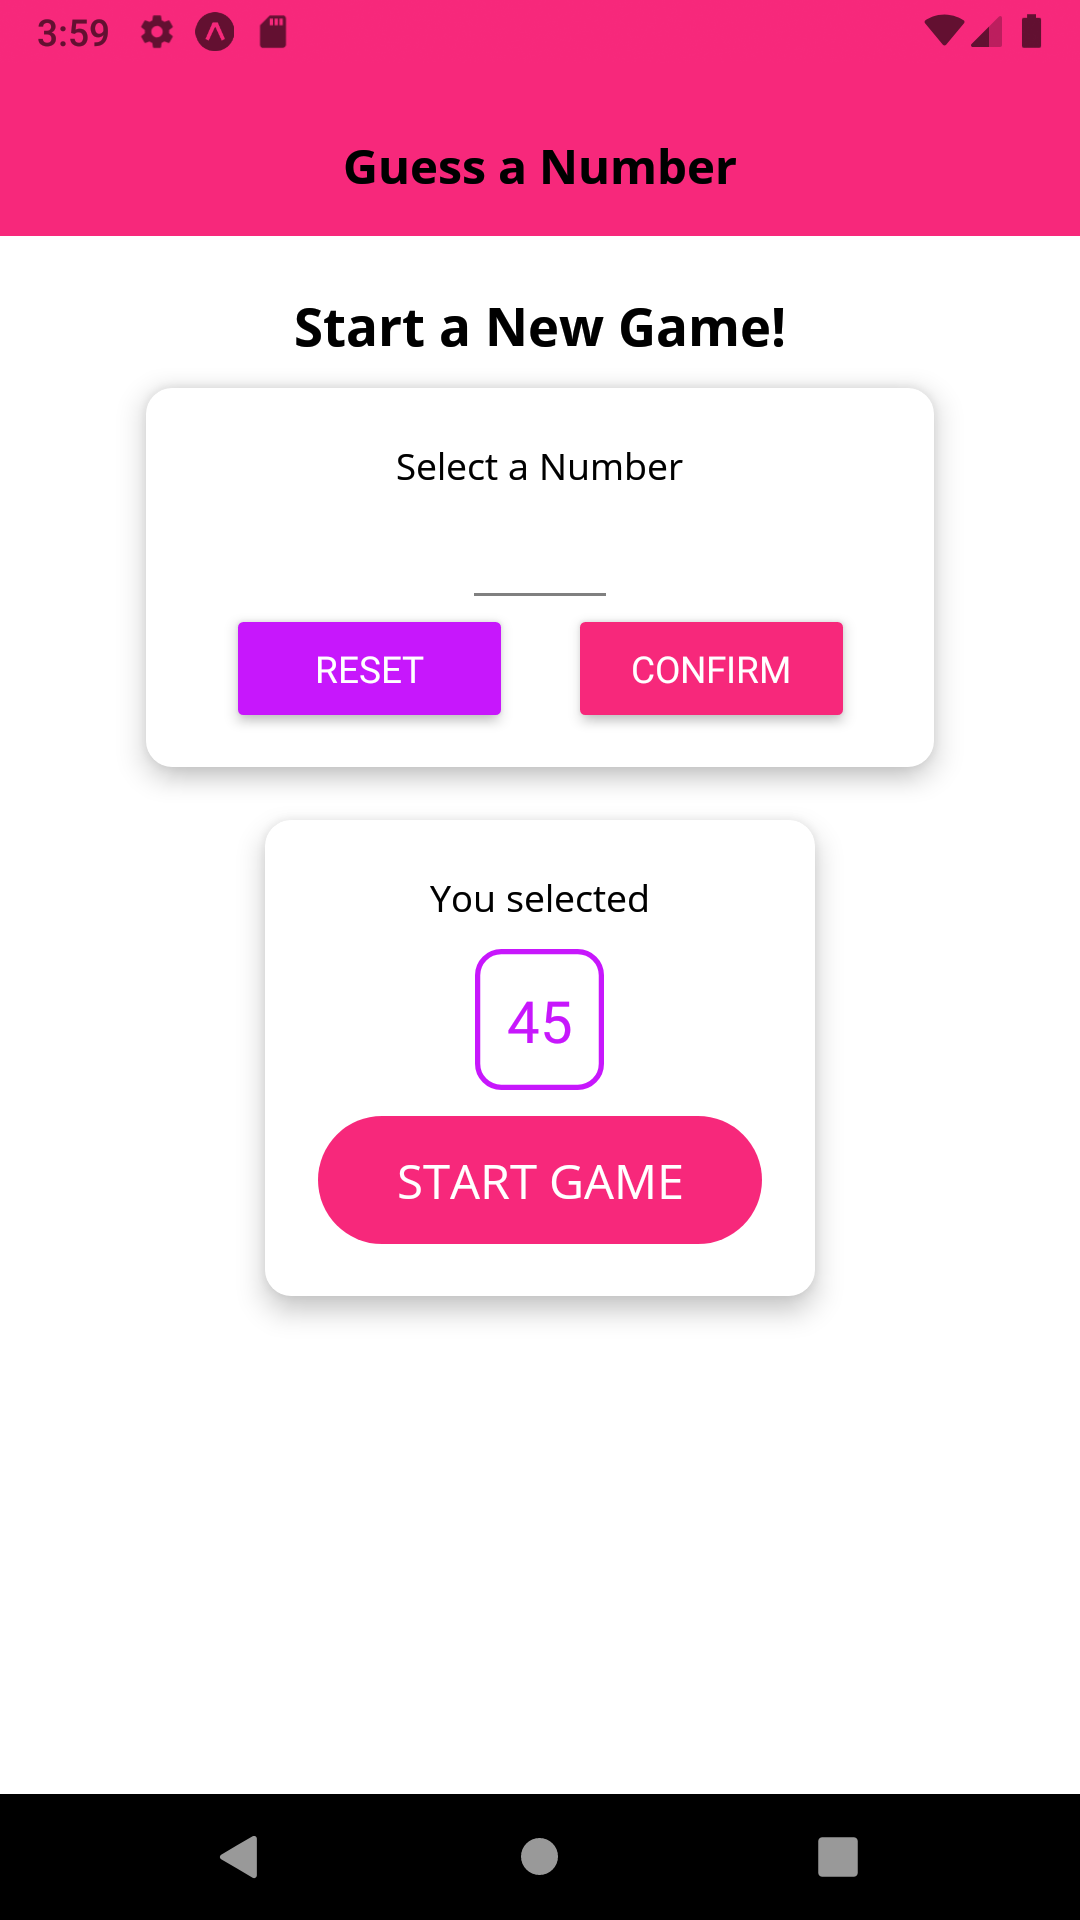 3:59
Guess a Number
Start a New Game!
Select a Number
RESET CONFIRM
You selected
45
START GAME